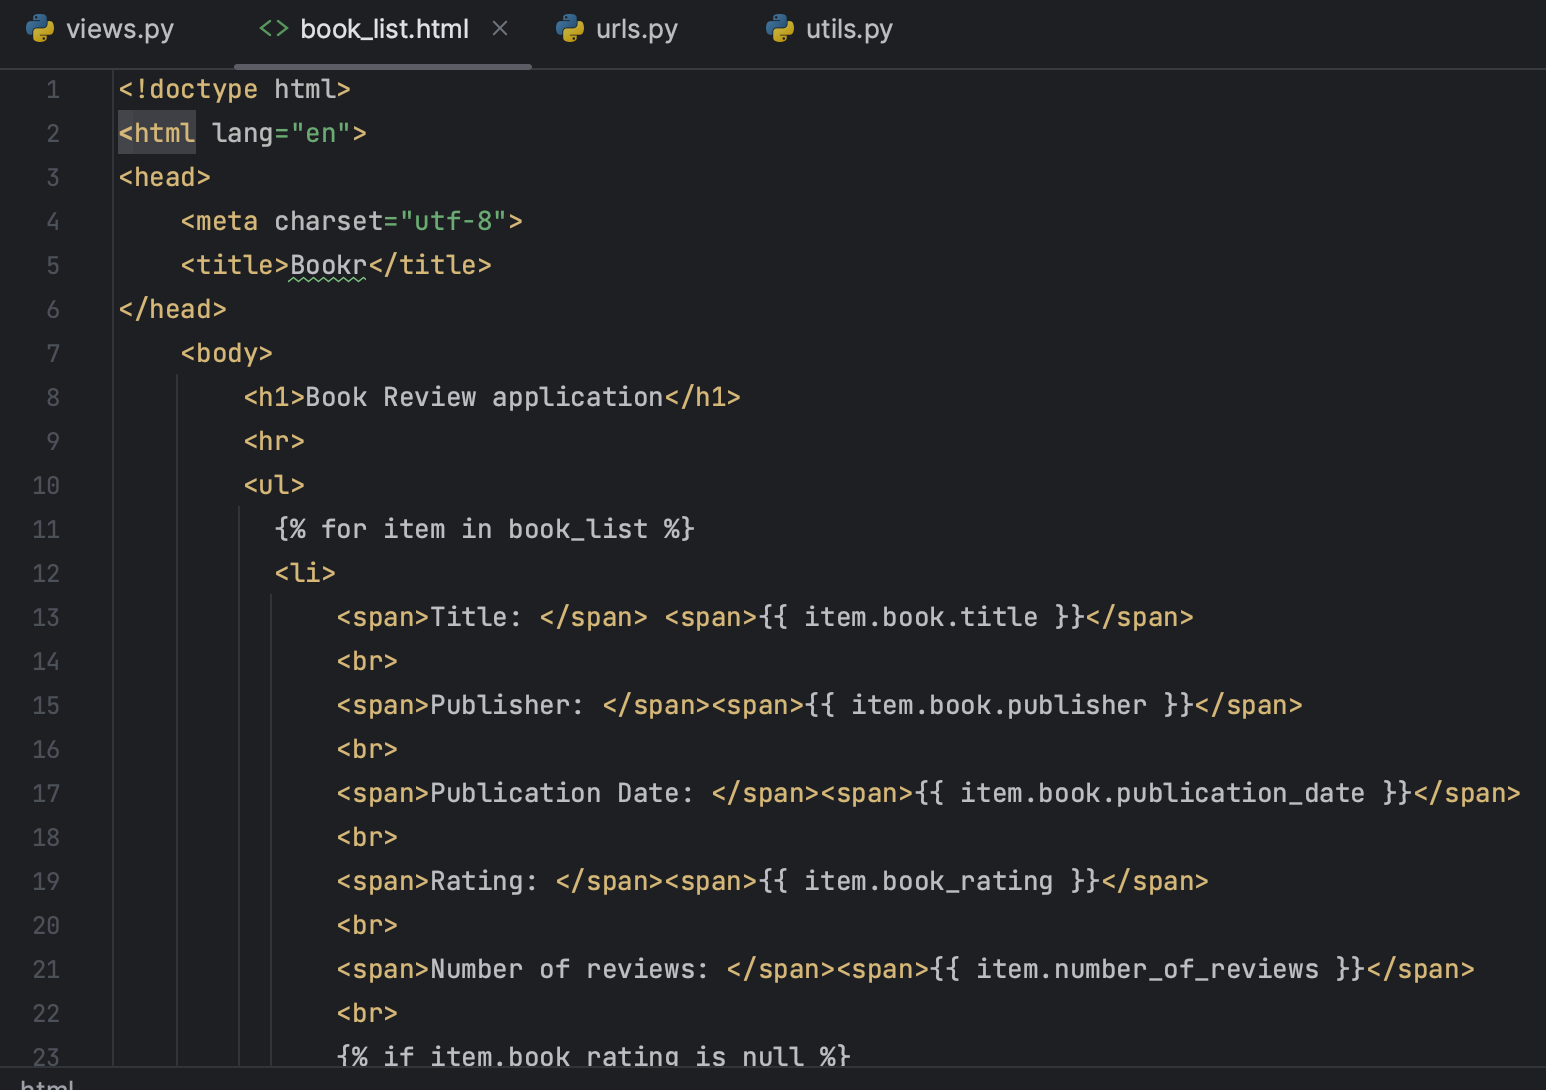 views.py book_list.html urls.py utils.py
1 <!doctype html>
2 <html lang="en">
3 <head>
4 <meta charset="utf-8">
5 <title>Bookr</title>
6 </head>
7 <body>
8 <h1>Book Review application</h1>
9 <hr>
10 <ul>
11 {% for item in book_list %}
12 <li>
13 <span>Title: </span> <span>{{ item.book.title }}</span>
14 <br>
15 <span>Publisher: </span><span>{{ item.book.publisher }}</span>
16 <br>
17 <span>Publication Date: </span><span>{{ item.book.publication_date }}</span>
18 <br>
19 <span>Rating: </span><span>{{ item.book_rating }}</span>
20 <br>
21 <span>Number of reviews: </span><span>{{ item.number_of_reviews }}</span>
22 <br>
23 {% if item.book_rating is null %}
html